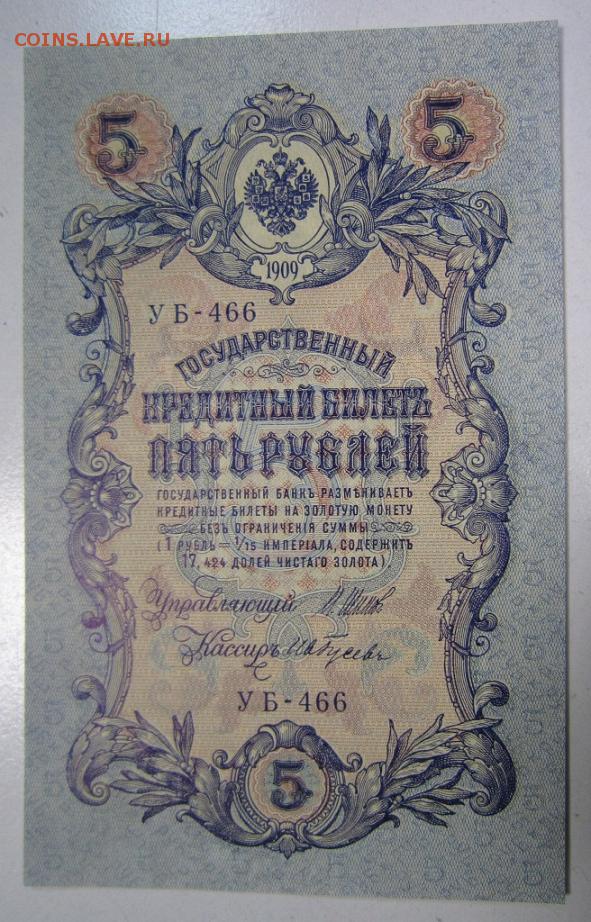 COINS.LAVE.RU
5 5
1909
УБ-466
ГОСУДАРСТВЕННЫЙ
КРЕДИТНЫЙ БИЛЕТЪ
ПЯТЬ РУБЛЕЙ
ГОСУДАРСТВЕННЫЙ БАНКЪ РАЗМѢНИВАЕТЪ
КРЕДИТНЫЕ БИЛЕТЫ НА ЗОЛОТУЮ МОНЕТУ
БЕЗЪ ОГРАНИЧЕНІЯ СУММЫ
(1 РУБЛЬ = 1/15 ИМПЕРІАЛА, СОДЕРЖИТЪ
17,424 ДОЛЕЙ ЧИСТАГО ЗОЛОТА).
Управляющій
Кассиръ
УБ-466
5